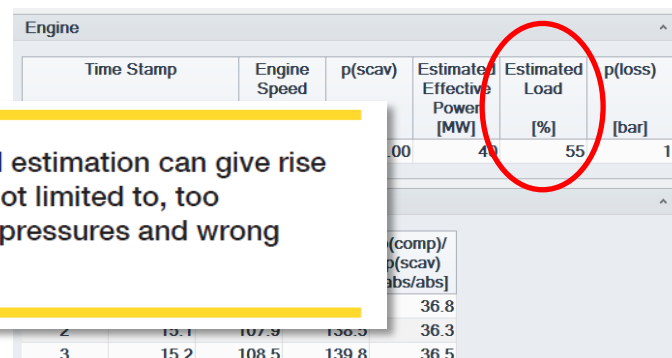 Engine
Time Stamp Engine p(scav) Estimated Estimated p(loss)
Speed Effective Load
Power
[MW] [%] [bar]
.00 40 55 1
estimation can give rise
ot limited to, too
pressures and wrong
(comp)/
p(scav)
abs/abs]
36.8
2 15.1 107.9 138.5 36.3
3 15.2 108.5 139.8 36.5